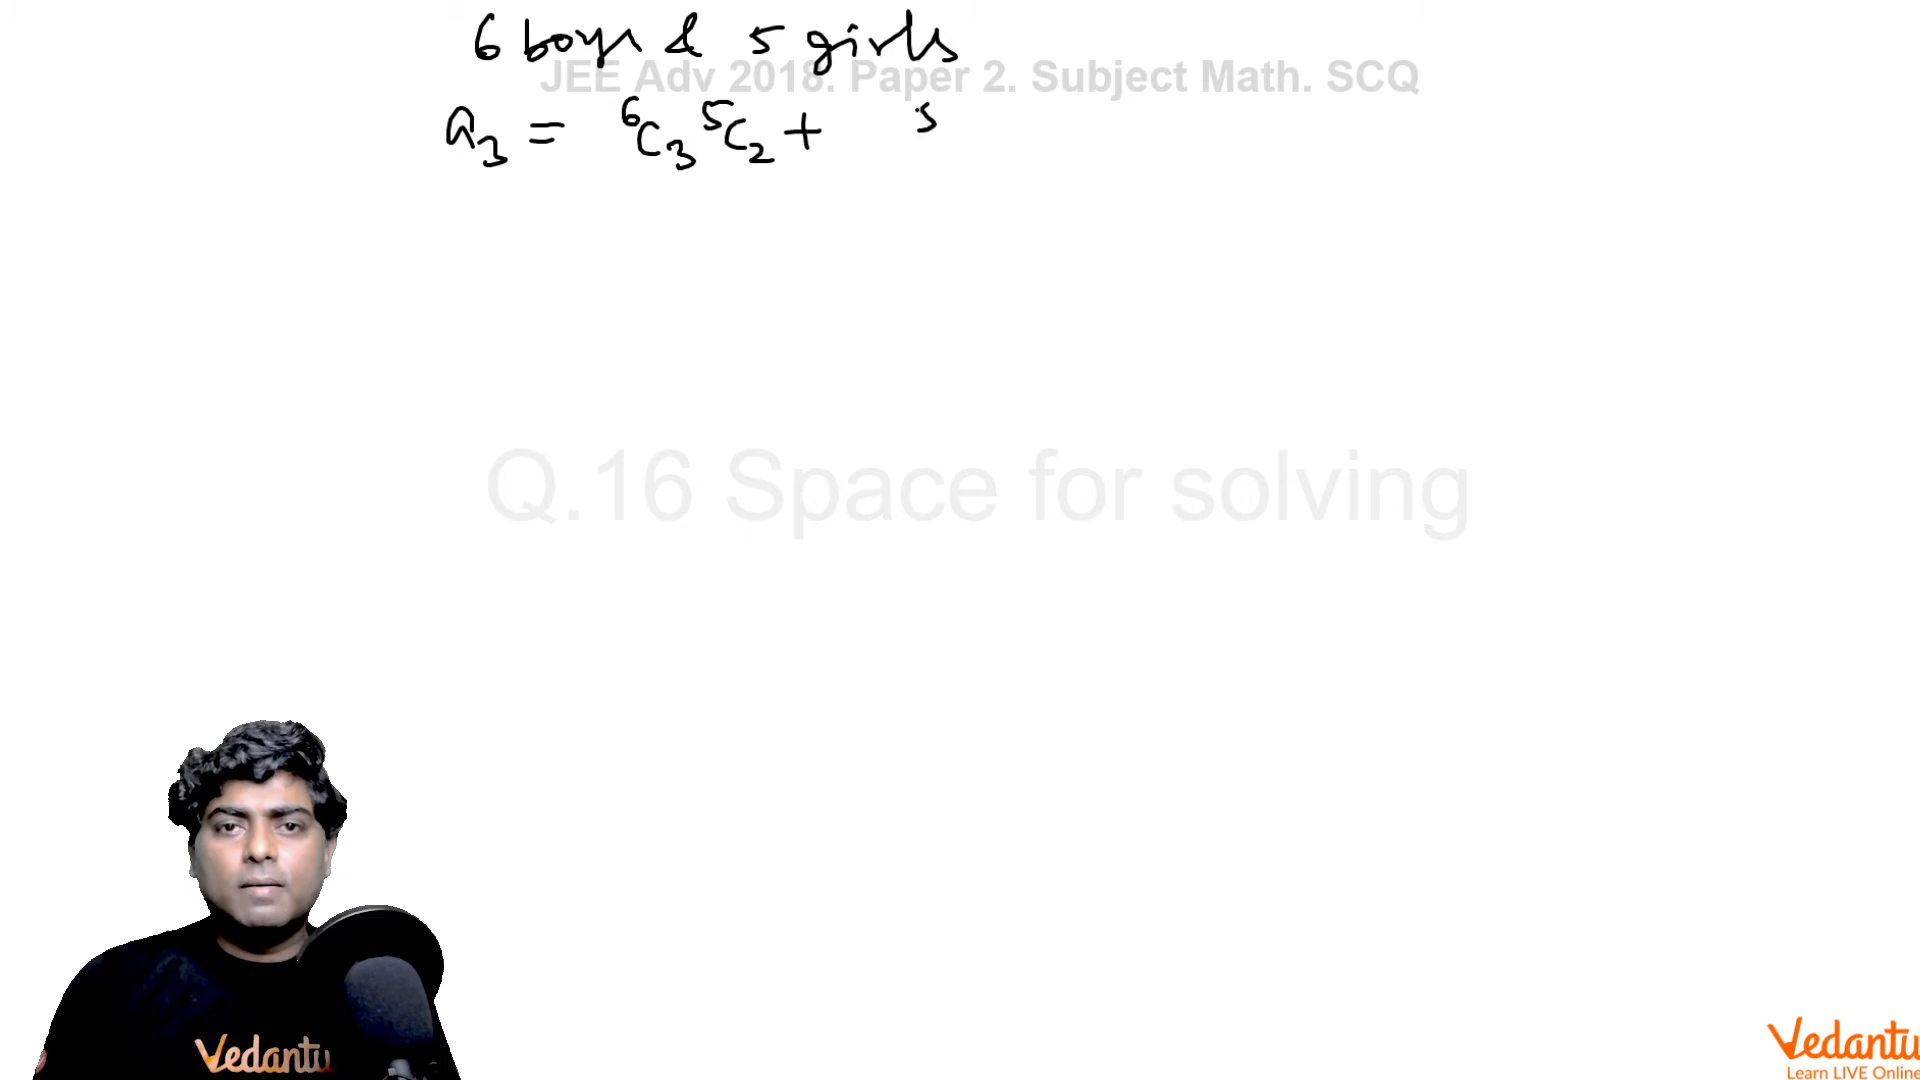 6 boys & 5 girls
JEE Adv 2018. Paper 2. Subject Math. SCQ
a₃ = ⁶C₃ ⁵C₂ + 5
Q.16 Space for solving
Vedantu
Vedantu
Learn LIVE Online